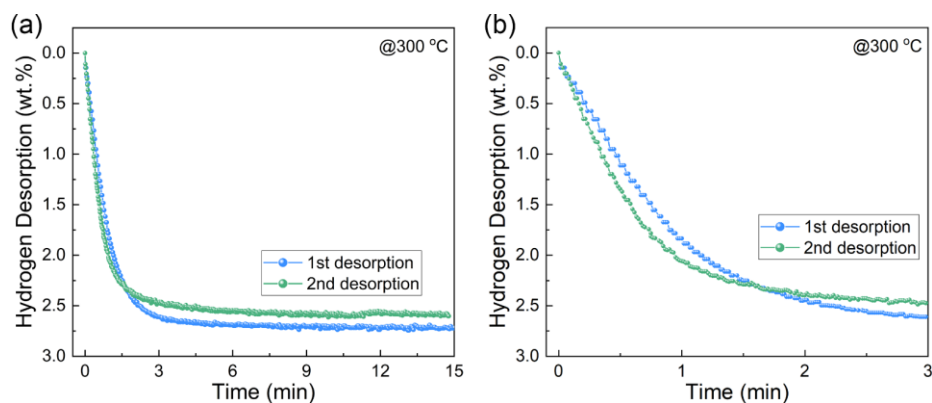 (a)
@300 °C
Hydrogen Desorption (wt.%)
0.0
0.5
1.0
1.5
2.0
2.5
3.0
1st desorption
2nd desorption
0 3 6 9 12 15
Time (min)
(b)
@300 °C
Hydrogen Desorption (wt.%)
0.0
0.5
1.0
1.5
2.0
2.5
3.0
1st desorption
2nd desorption
0 1 2 3
Time (min)